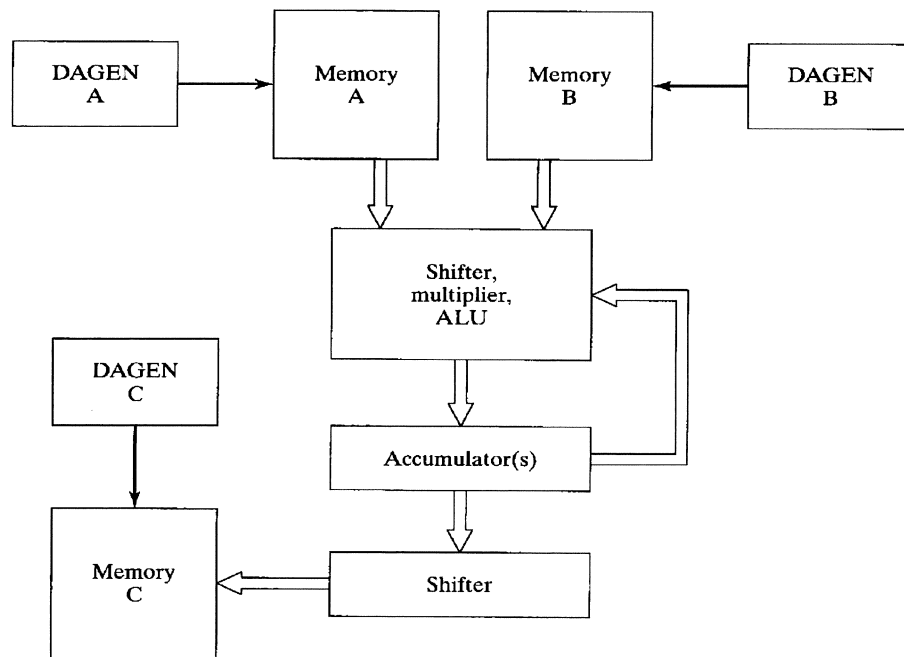 DAGEN
A
Memory
A
Memory
B
DAGEN
B
Shifter,
multiplier,
ALU
DAGEN
C
Accumulator(s)
Memory
C
Shifter